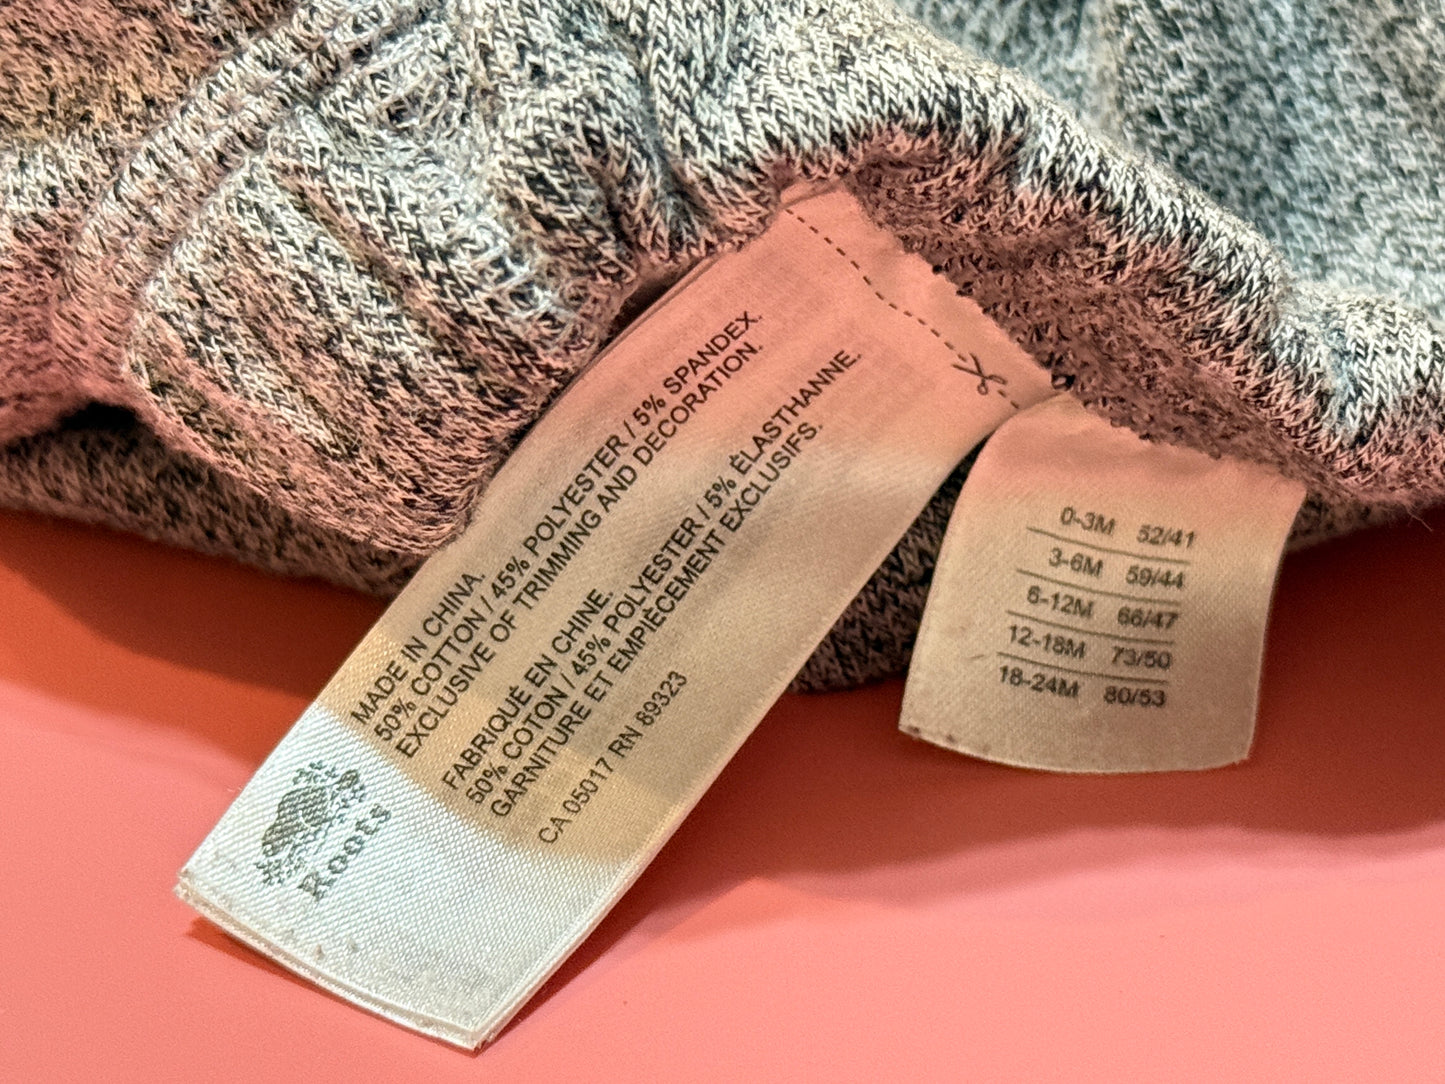 MADE IN CHINA.
50% COTTON / 45% POLYESTER / 5% SPANDEX.
EXCLUSIVE OF TRIMMING AND DECORATION.
FABRIQUÉ EN CHINE.
50% COTON / 45% POLYESTER / 5% ÉLASTHANNE.
GARNITURE ET EMPIÈCEMENT EXCLUSIFS.
CA 05017 RN 89323
Roots
0-3M 52/41
3-6M 59/44
6-12M 66/47
12-18M 73/50
18-24M 80/53